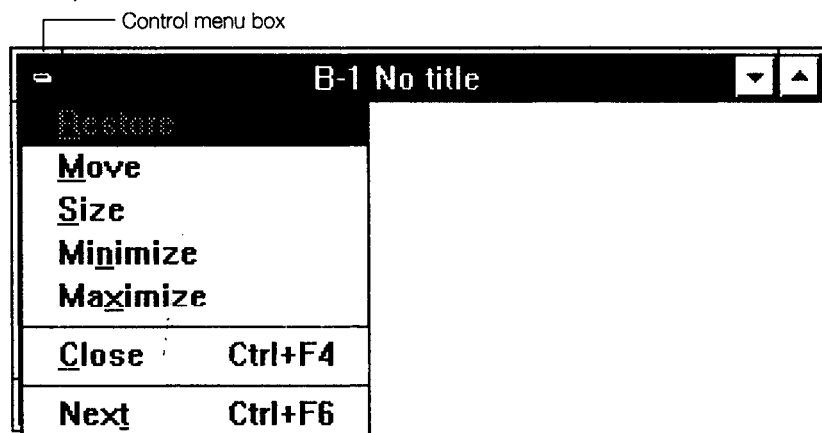 Control menu box
B-1 No title
Restore
Move
Size
Minimize
Maximize
Close Ctrl+F4
Next Ctrl+F6